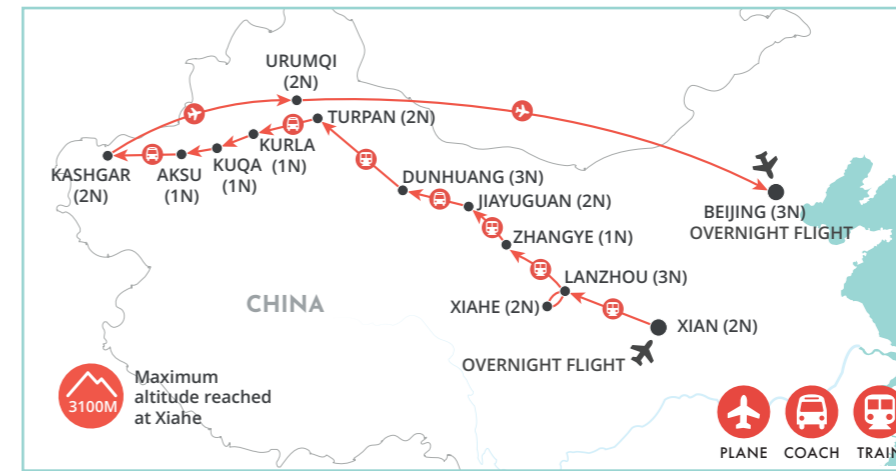 URUMQI
(2N)
TURPAN (2N)
KURLA
(1N)
KUQA
(1N)
AKSU
(1N)
KASHGAR
(2N)
DUNHUANG (3N)
JIAYUGUAN (2N)
ZHANGYE (1N)
LANZHOU (3N)
XIAHE (2N)
XIAN (2N)
OVERNIGHT FLIGHT
BEIJING (3N)
OVERNIGHT FLIGHT
CHINA
3100M
Maximum
altitude reached
at Xiahe
PLANE COACH TRAIN